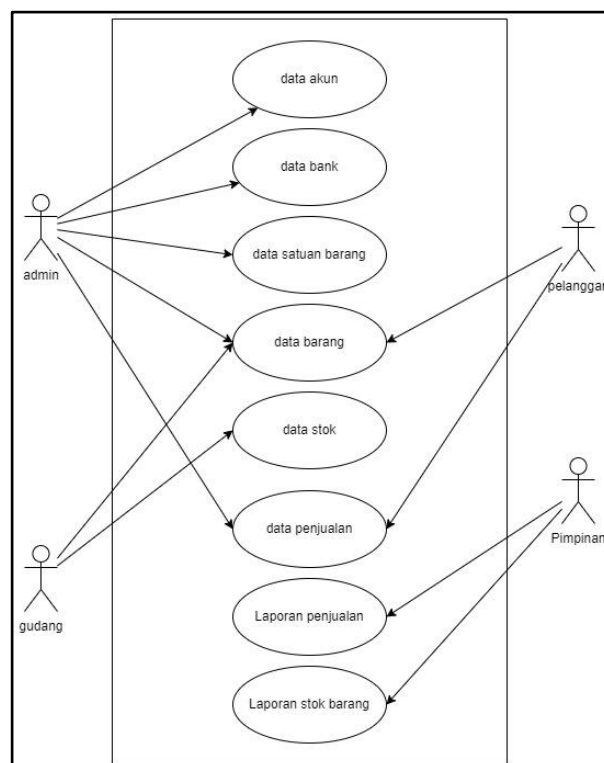 data akun
data bank
admin
data satuan barang
pelanggan
data barang
data stok
data penjualan
Pimpinan
gudang
Laporan penjualan
Laporan stok barang